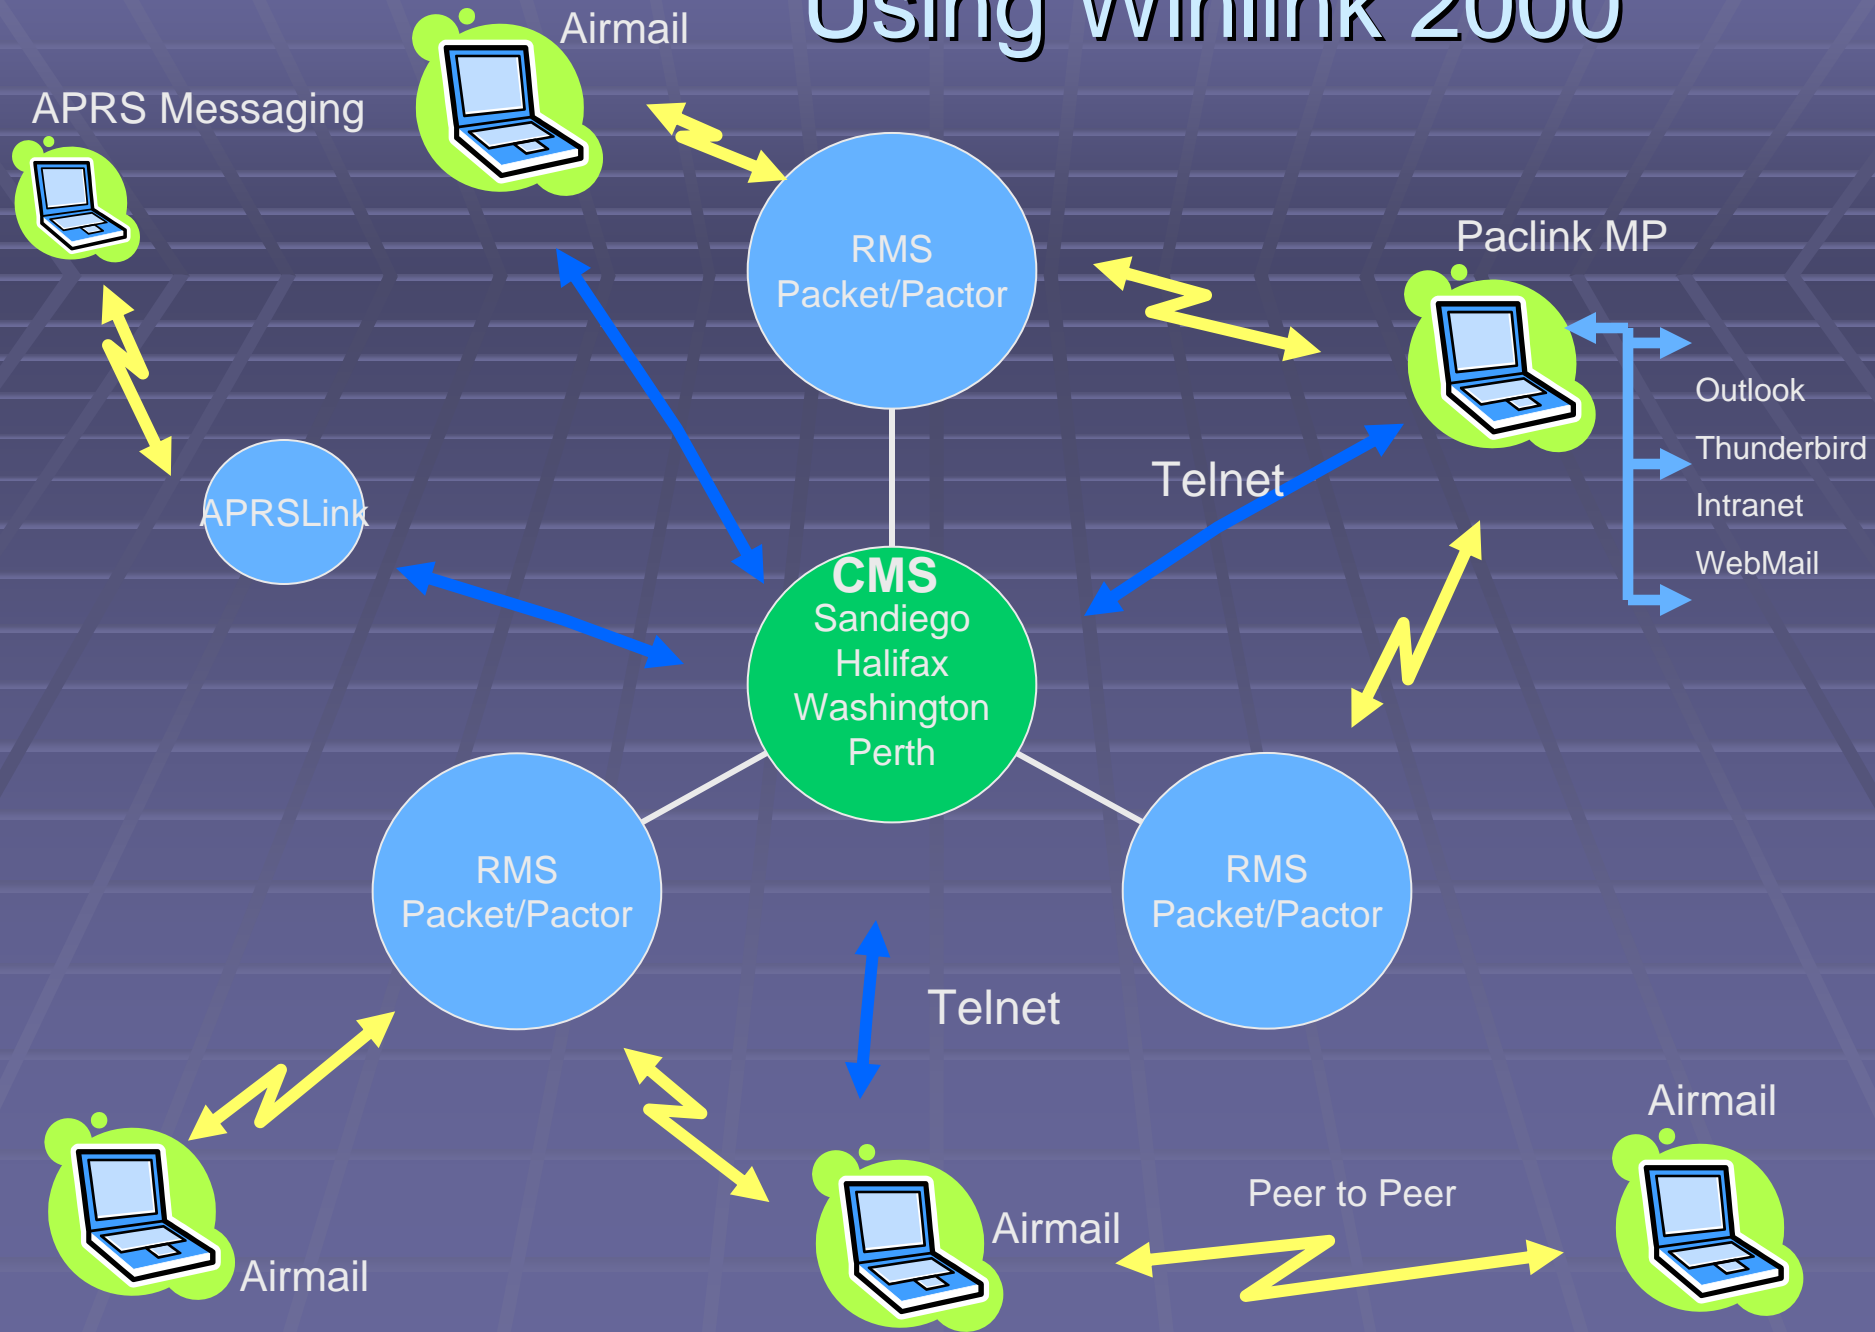 Using Winlink 2000
Airmail
APRS Messaging
RMS
Packet/Pactor
Paclink MP
Outlook
Thunderbird
Intranet
WebMail
Telnet
APRSLink
CMS
Sandiego
Halifax
Washington
Perth
RMS
Packet/Pactor
RMS
Packet/Pactor
Telnet
Airmail
Peer to Peer
Airmail
Airmail